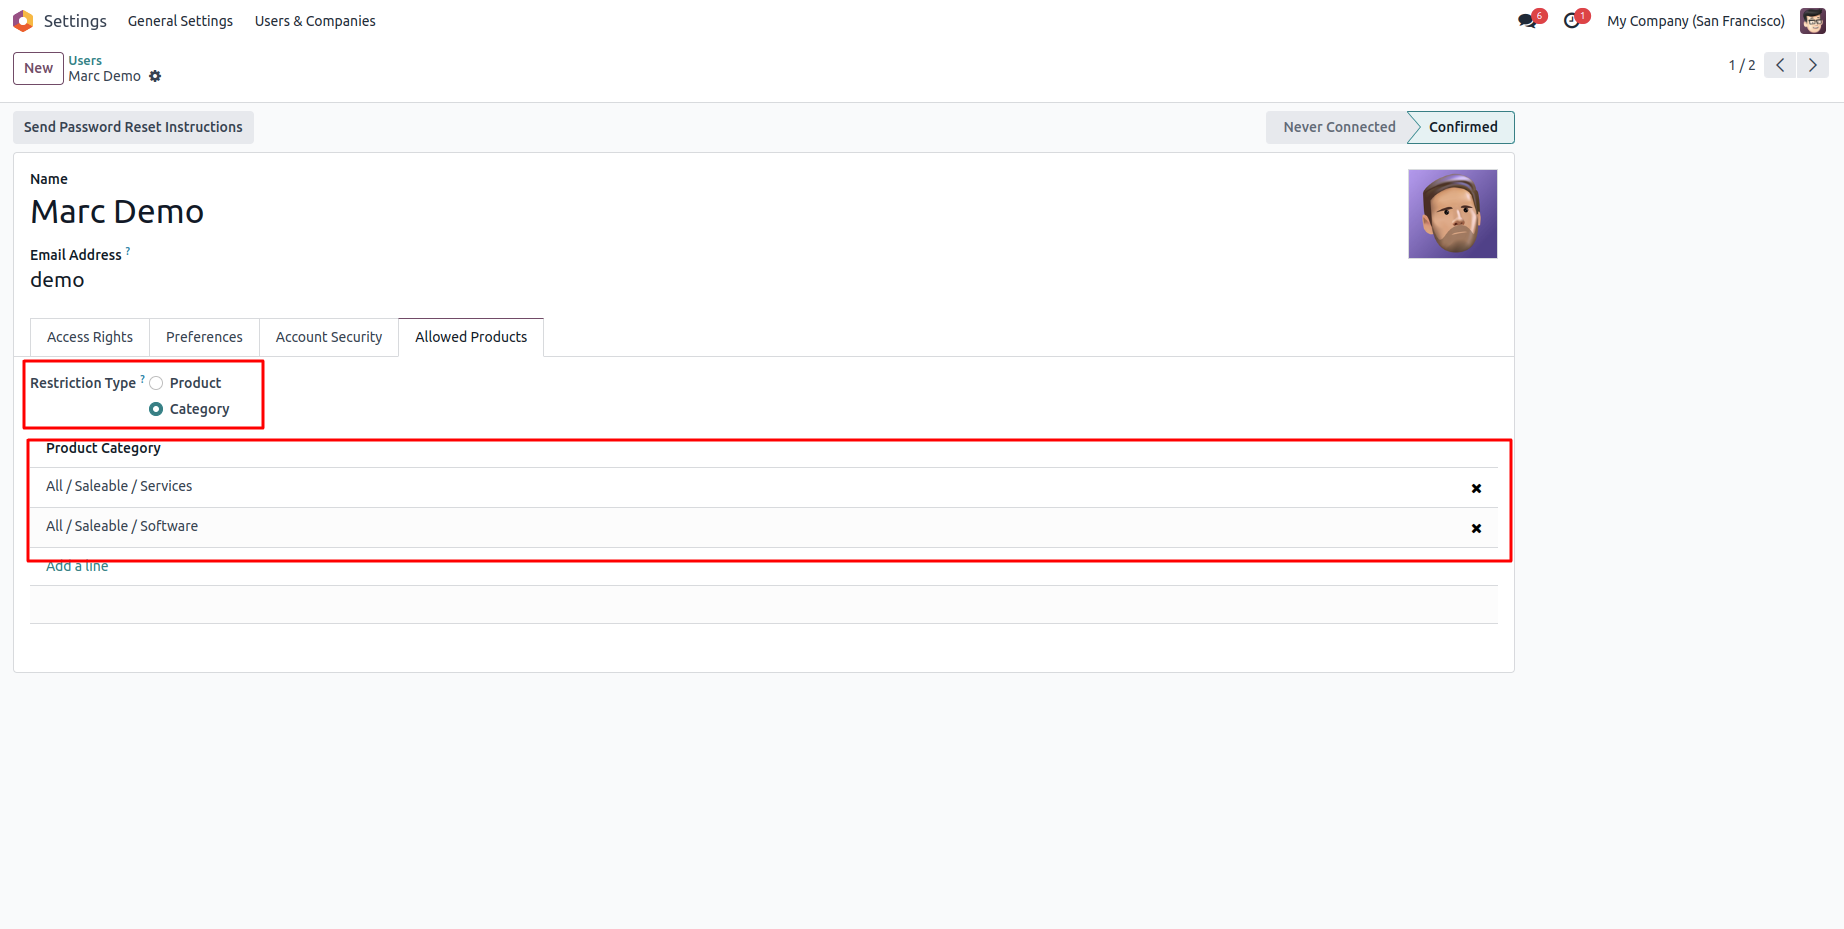 Settings General Settings Users & Companies 6 1 My Company (San Francisco)
New Users
Marc Demo 1 / 2
Send Password Reset Instructions Never Connected Confirmed
Name
Marc Demo
Email Address ?
demo
Access Rights Preferences Account Security Allowed Products
Restriction Type ? Product
Category
Product Category
All / Saleable / Services
All / Saleable / Software
Add a line